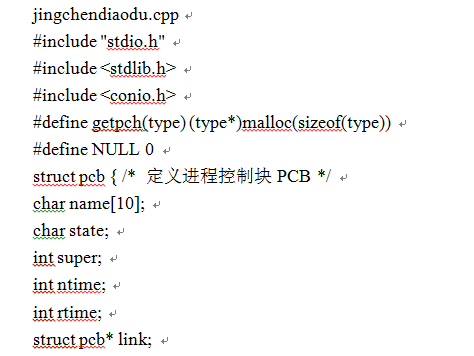 jingchendiaodu.cpp
#include "stdio.h"
#include <stdlib.h>
#include <conio.h>
#define getpch(type) (type*)malloc(sizeof(type))
#define NULL 0
struct pcb { /* 定义进程控制块 PCB */
char name[10];
char state;
int super;
int ntime;
int rtime;
struct pcb* link;